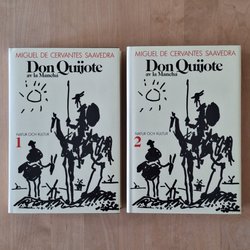 MIGUEL DE CERVANTES SAAVEDRA
Don Quijote
av la Mancha
NATUR OCH KULTUR
1
MIGUEL DE CERVANTES SAAVEDRA
Don Quijote
av la Mancha
NATUR OCH KULTUR
2